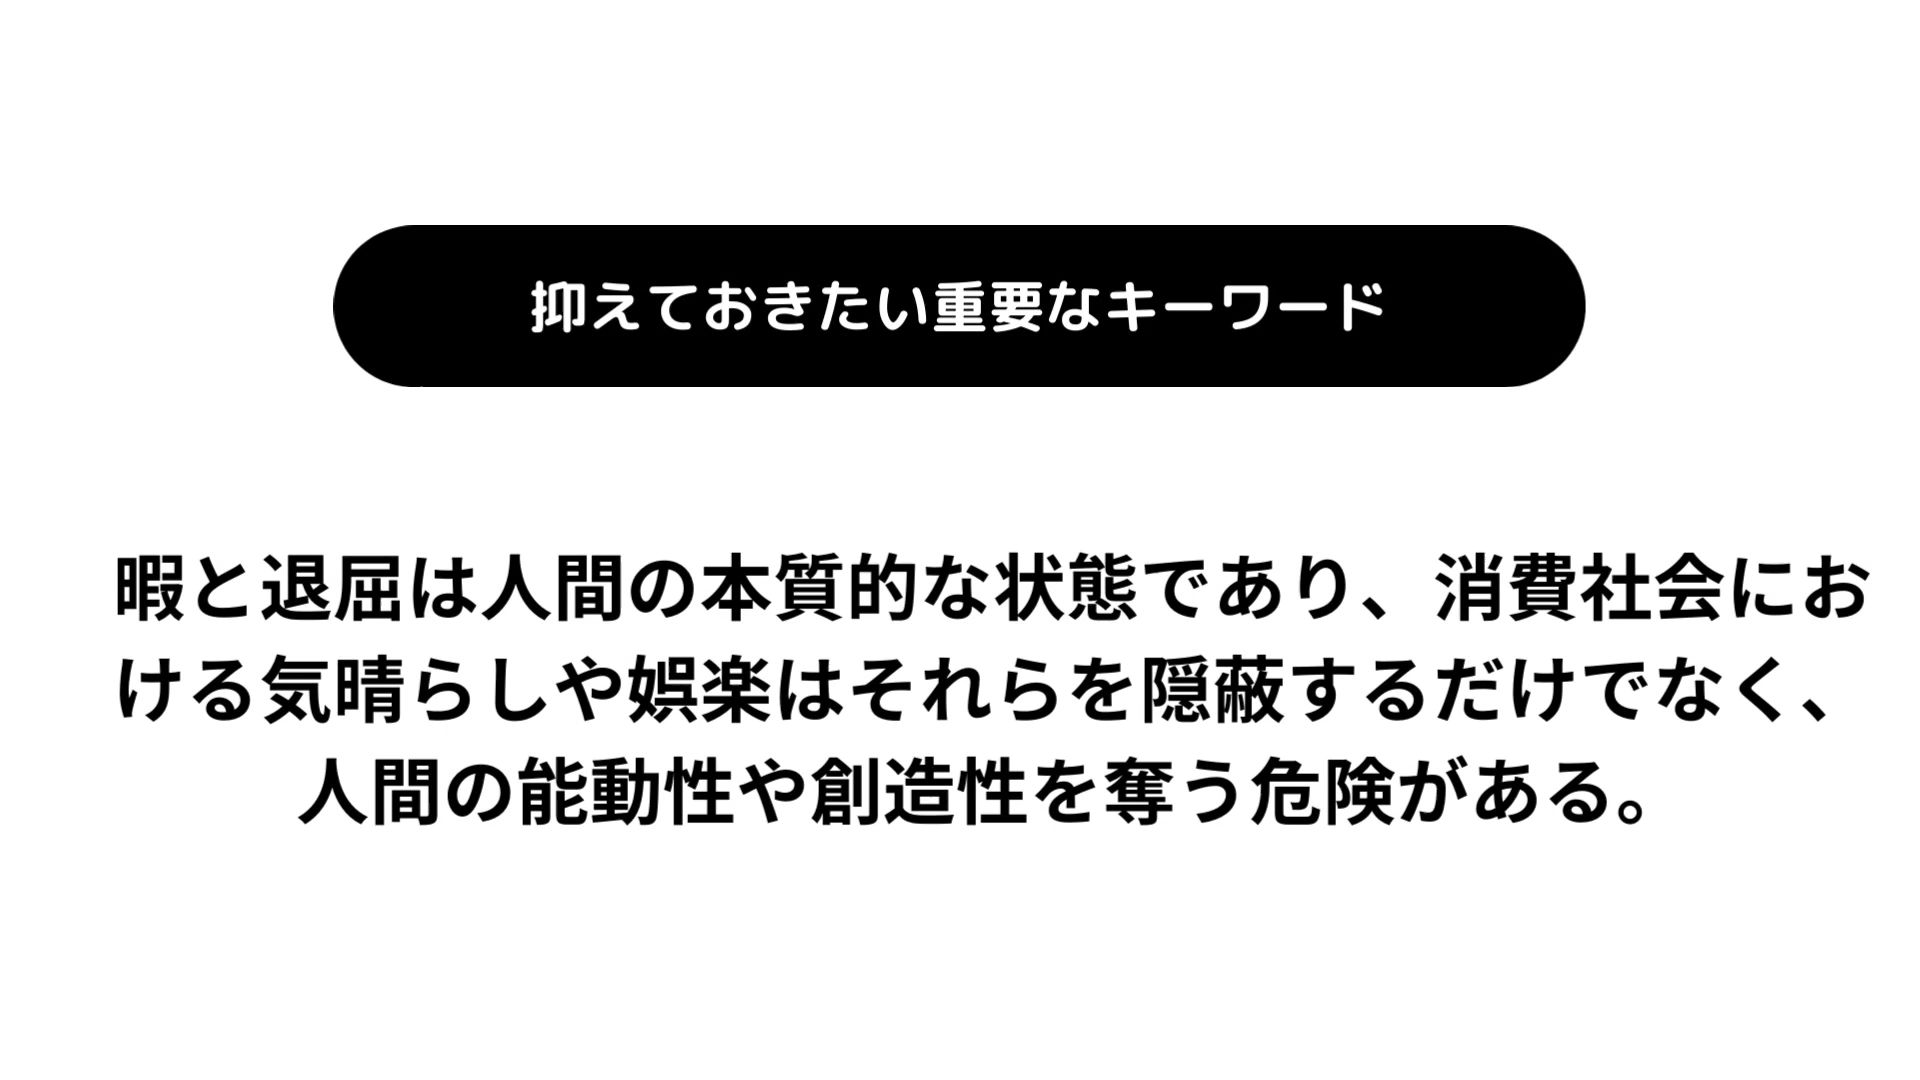 抑えておきたい重要なキーワード
暇と退屈は人間の本質的な状態であり、消費社会にお
ける気晴らしや娯楽はそれらを隠蔽するだけでなく、
人間の能動性や創造性を奪う危険がある。